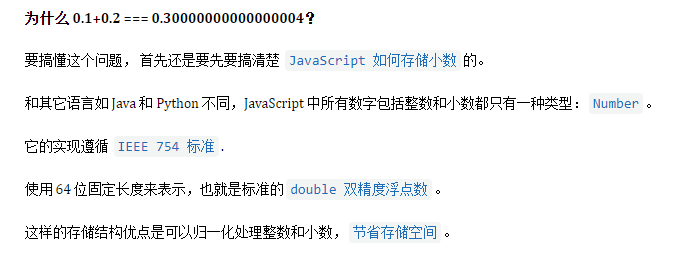 为什么 0.1+0.2 === 0.30000000000000004？
要搞懂这个问题，首先还是要先要搞清楚 JavaScript 如何存储小数 的。
和其它语言如 Java 和 Python 不同，JavaScript 中所有数字包括整数和小数都只有一种类型：Number 。
它的实现遵循 IEEE 754 标准 .
使用 64 位固定长度来表示，也就是标准的 double 双精度浮点数 。
这样的存储结构优点是可以归一化处理整数和小数，节省存储空间 。